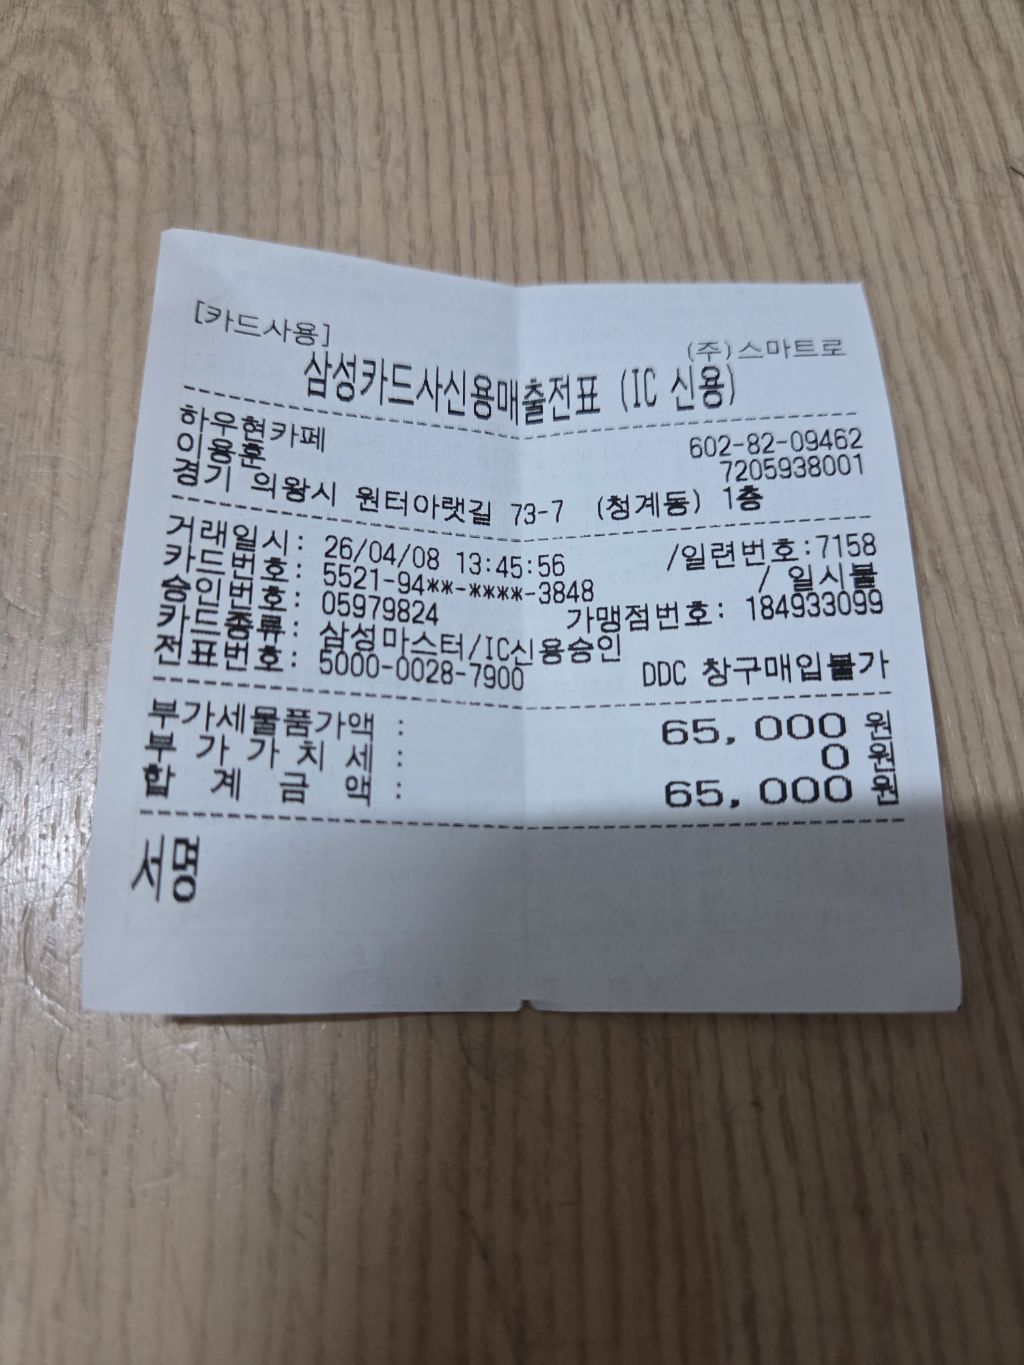 [카드사용]
(주)스마트로
삼성카드사신용매출전표 (IC 신용)
하우현카페 602-82-09462
이용훈 7205938001
경기 의왕시 원터아랫길 73-7 (청계동) 1층
거래일시: 26/04/08 13:45:56 /일련번호:7158
카드번호: 5521-94**-****-3848 / 일시불
승인번호: 05979824 가맹점번호: 184933099
카드종류: 삼성마스터/IC신용승인
전표번호: 5000-0028-7900 DDC 창구매입불가
부가세물품가액 : 65,000 원
부 가 가 치 세 : 0 원
합 계 금 액 : 65,000 원
서명